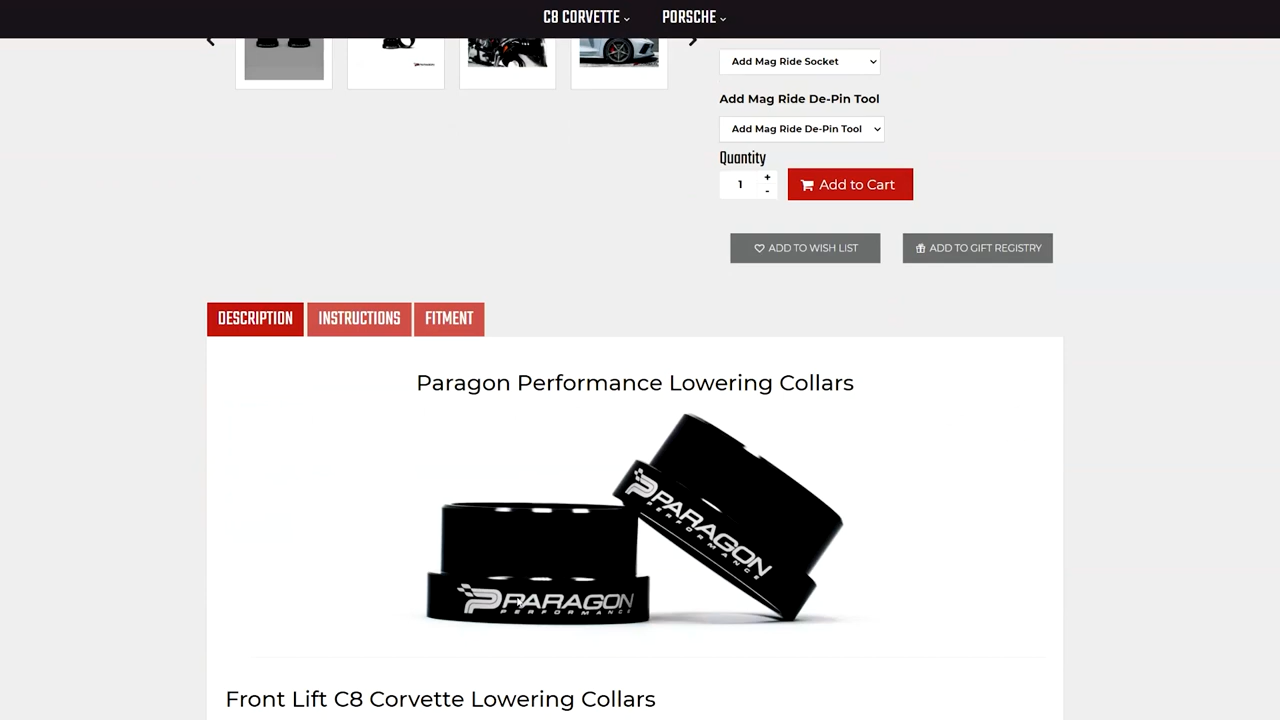 C8 CORVETTE
PORSCHE
Add Mag Ride Socket
Add Mag Ride De-Pin Tool
Add Mag Ride De-Pin Tool
Quantity
1
+
-
Add to Cart
ADD TO WISH LIST
ADD TO GIFT REGISTRY
DESCRIPTION
INSTRUCTIONS
FITMENT
Paragon Performance Lowering Collars
PARAGON
PERFORMANCE
PARAGON
PERFORMANCE
Front Lift C8 Corvette Lowering Collars